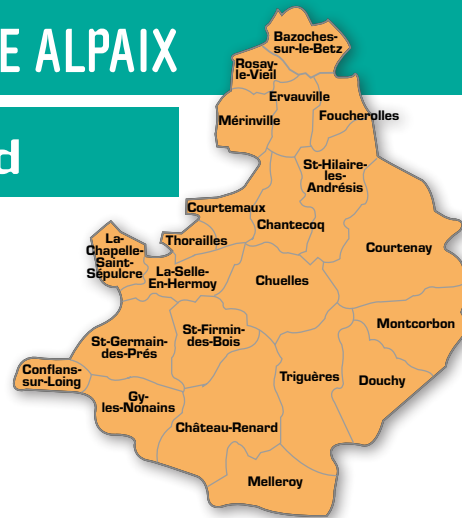 E ALPAIX
d
Bazoches-
sur-le-Betz
Rosay-
le-Vieil
Ervauville
Mérinville
Foucherolles
St-Hilaire-
les-
Andrésis
Courtemaux
Chantecoq
Thorailles
Courtenay
La-
Chapelle-
Saint-
Sépulcre
La-Selle-
En-Hermoy
Chuelles
Montcorbon
St-Firmin-
des-Bois
St-Germain-
des-Prés
Conflans-
sur-Loing
Triguères
Douchy
Gy-
les-Nonains
Château-Renard
Melleroy